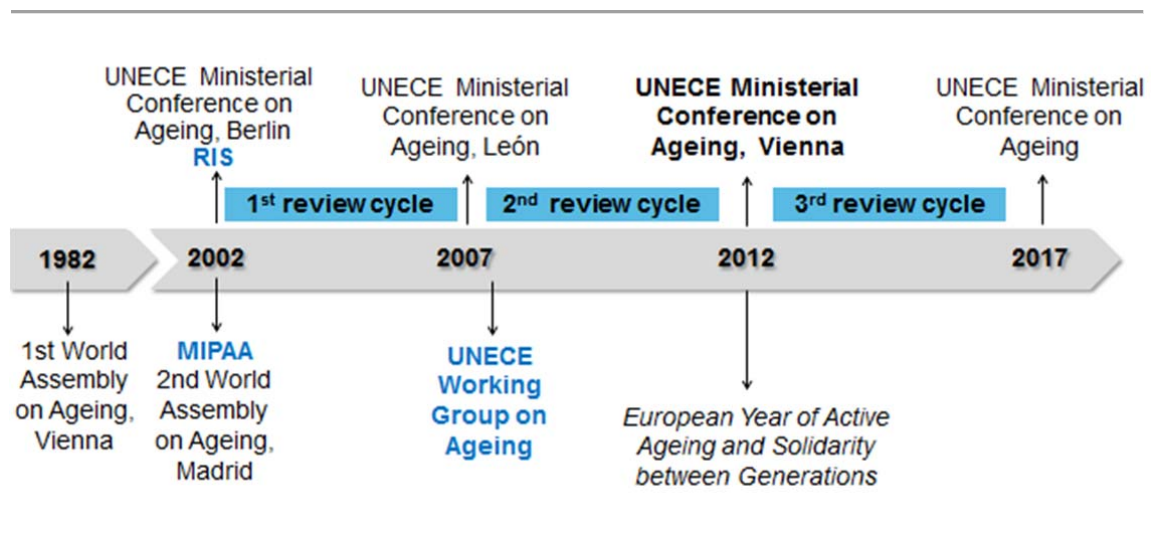 UNECE Ministerial
Conference on
Ageing, Berlin
RIS
UNECE Ministerial
Conference on
Ageing, León
UNECE Ministerial
Conference on
Ageing, Vienna
UNECE Ministerial
Conference on
Ageing
1st review cycle
2nd review cycle
3rd review cycle
1982
2002
2007
2012
2017
1st World
Assembly
on Ageing,
Vienna
MIPAA
2nd World
Assembly
on Ageing,
Madrid
UNECE
Working
Group on
Ageing
European Year of Active
Ageing and Solidarity
between Generations